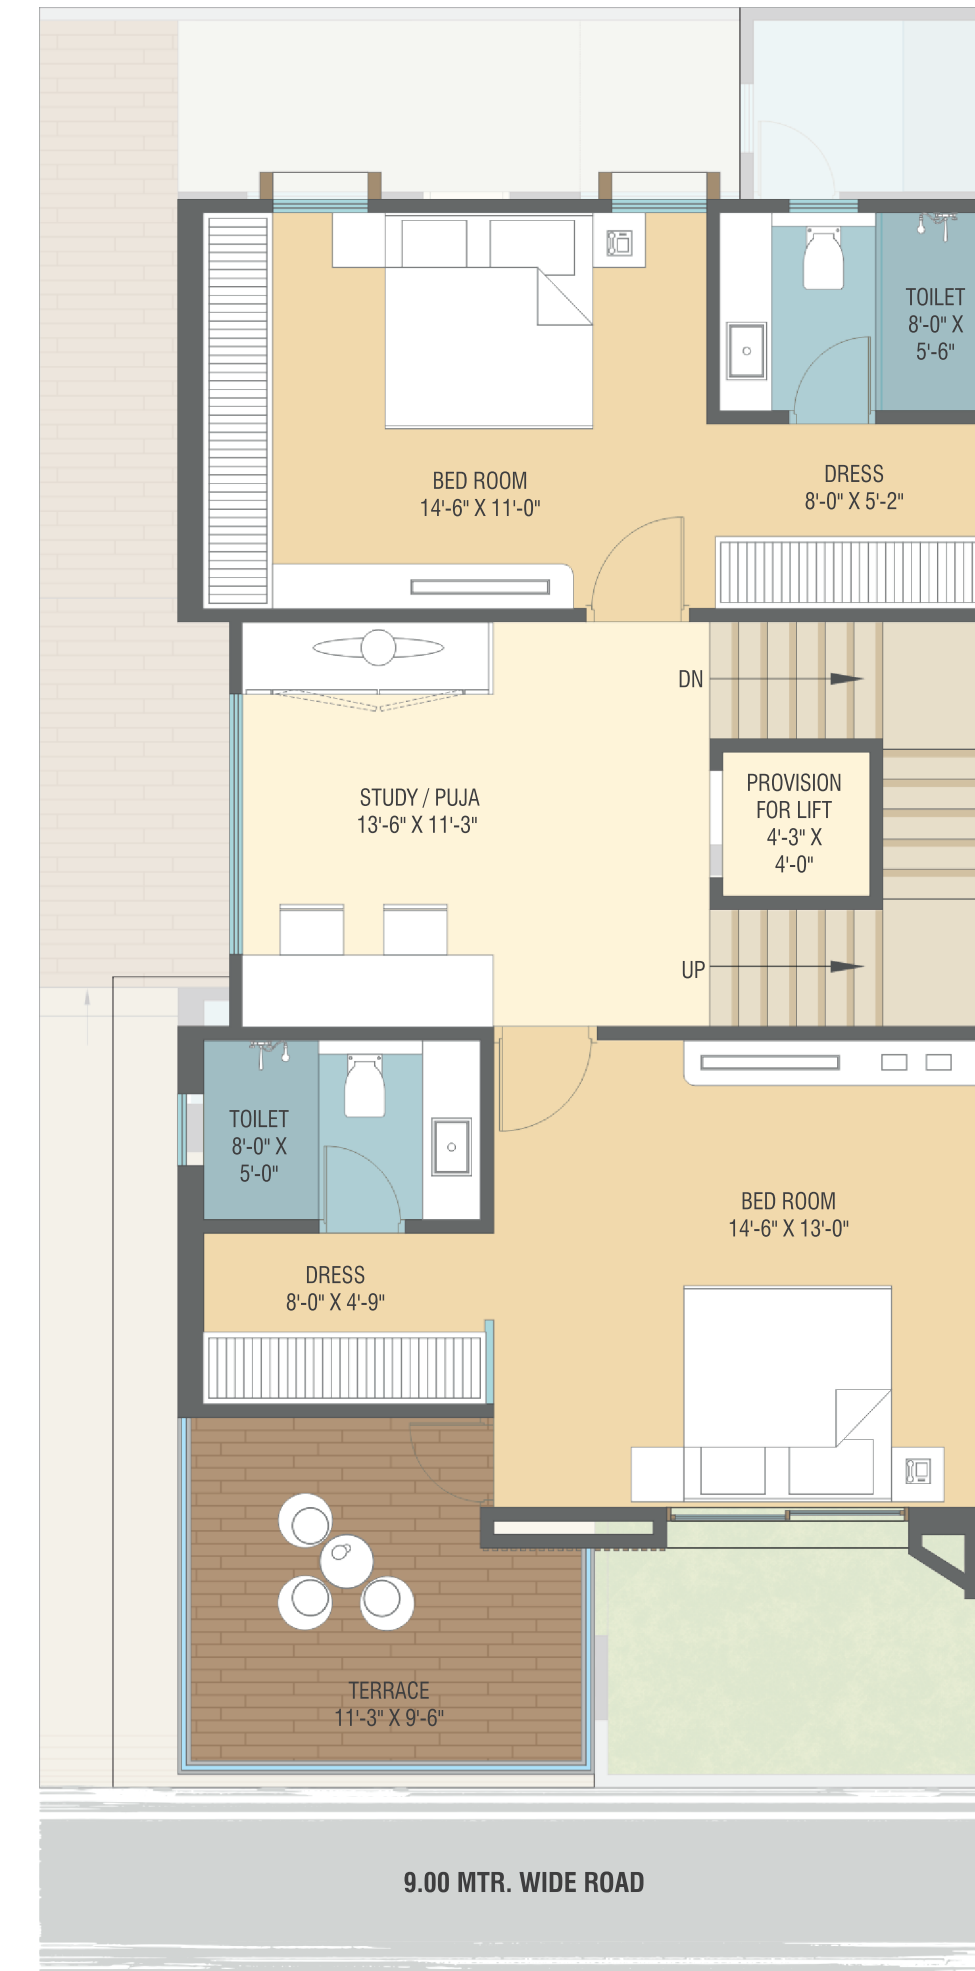 TOILET
8'-0" X
5'-6"
BED ROOM
14'-6" X 11'-0"
DRESS
8'-0" X 5'-2"
DN
STUDY / PUJA
13'-6" X 11'-3"
PROVISION
FOR LIFT
4'-3" X
4'-0"
UP
TOILET
8'-0" X
5'-0"
BED ROOM
14'-6" X 13'-0"
DRESS
8'-0" X 4'-9"
TERRACE
11'-3" X 9'-6"
9.00 MTR. WIDE ROAD